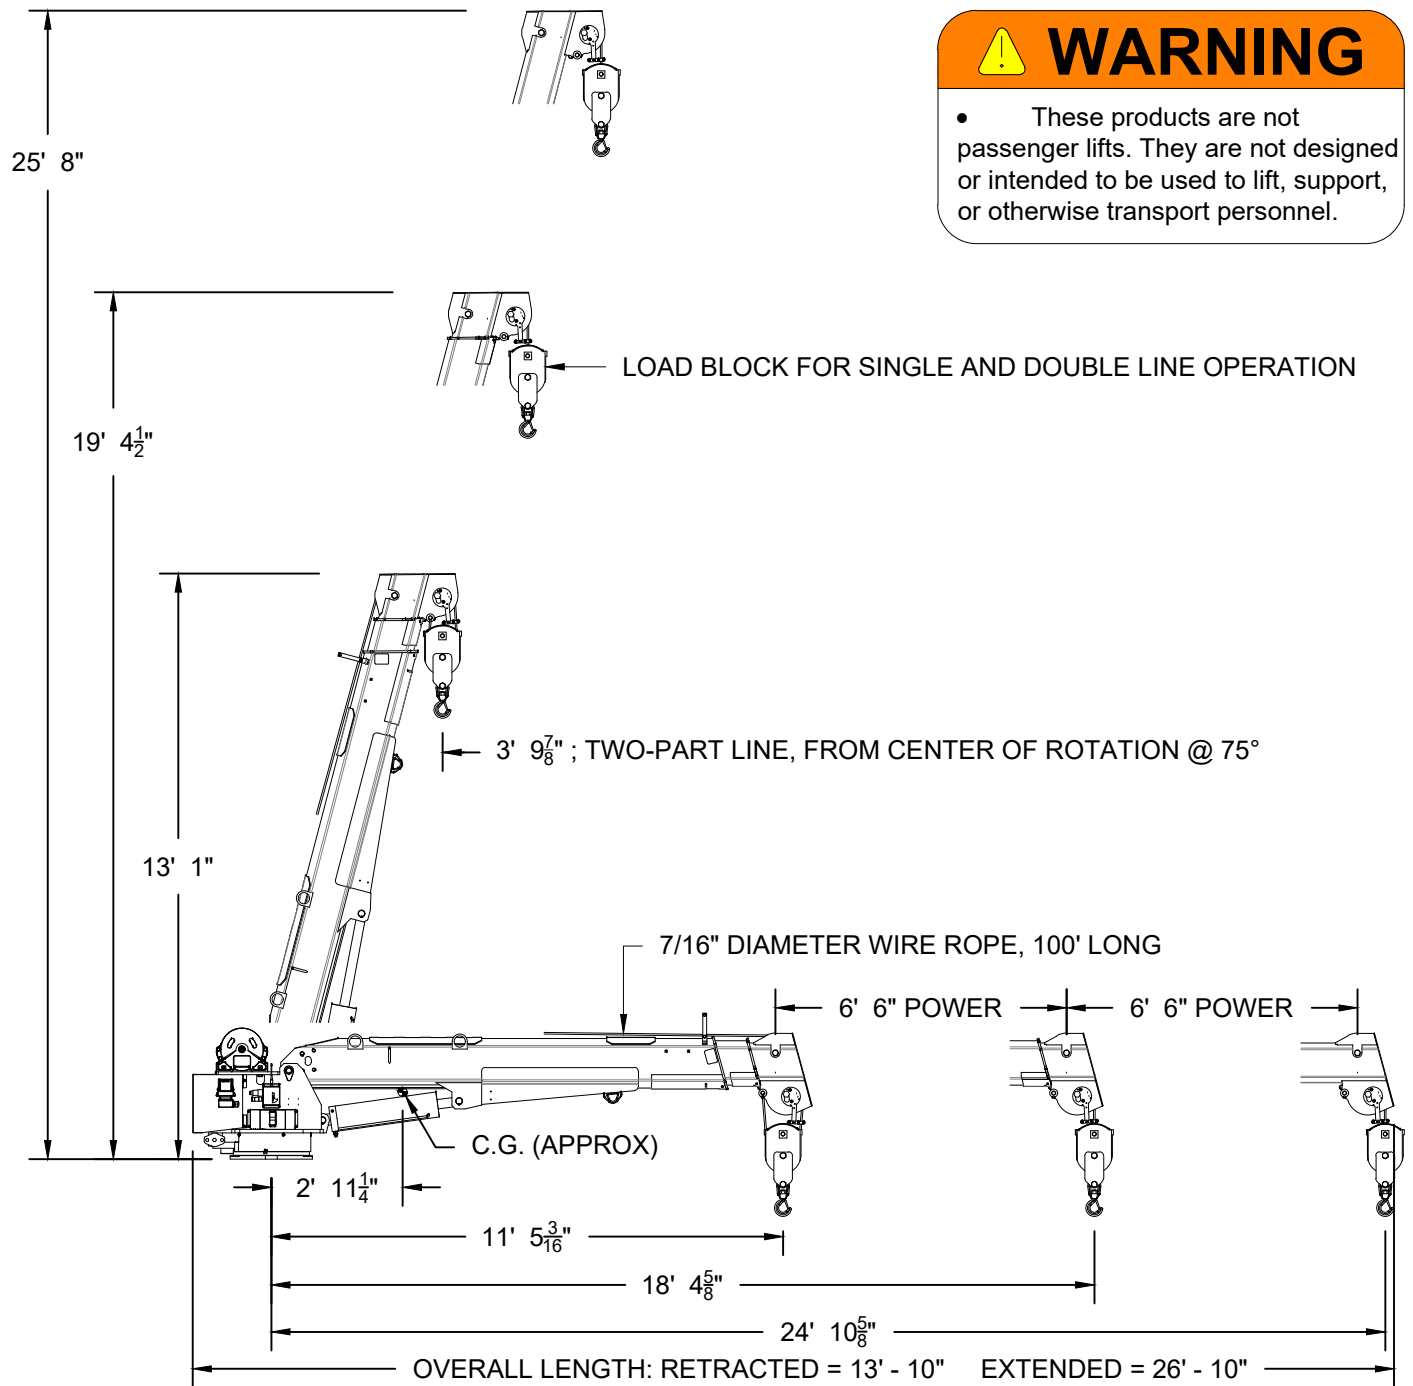 WARNING
• These products are not
passenger lifts. They are not designed
or intended to be used to lift, support,
or otherwise transport personnel.
25' 8"
LOAD BLOCK FOR SINGLE AND DOUBLE LINE OPERATION
19' 4½"
3' 9⅞" ; TWO-PART LINE, FROM CENTER OF ROTATION @ 75°
13' 1"
7/16" DIAMETER WIRE ROPE, 100' LONG
6' 6" POWER
6' 6" POWER
C.G. (APPROX)
2' 11¼"
11' 5 3/16"
18' 4⅝"
24' 10⅝"
OVERALL LENGTH: RETRACTED = 13' - 10" EXTENDED = 26' - 10"